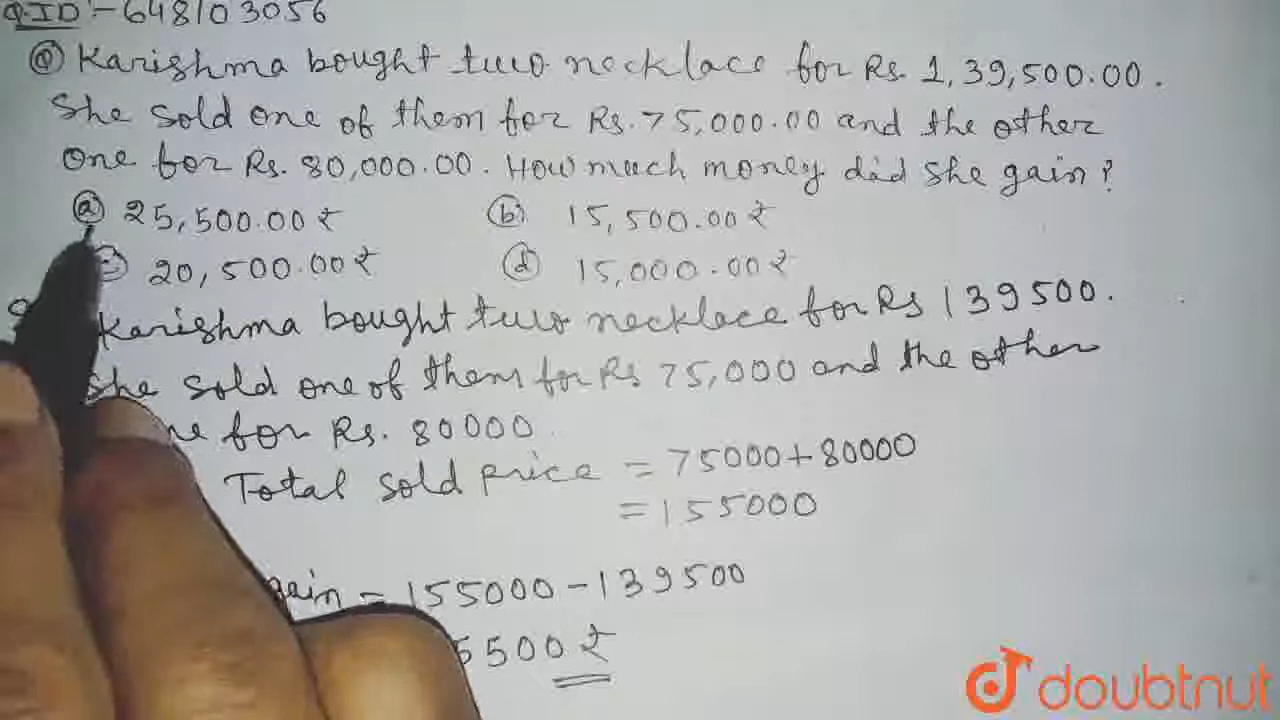 Q.ID :- 648103056
Q Karishma bought two necklace for Rs. 1,39,500.00.
She sold one of them for Rs. 75,000.00 and the other
one for Rs. 80,000.00. How much money did she gain?
(a) 25,500.00 ₹ (b) 15,500.00 ₹
20,500.00 ₹ (d) 15,000.00 ₹
Karishma bought two necklace for Rs 139500.
She sold one of them for Rs 75,000 and the other
for Rs. 80000.
Total sold price = 75000+80000
= 155000
gain = 155000 - 139500
5500 ₹
doubtnut